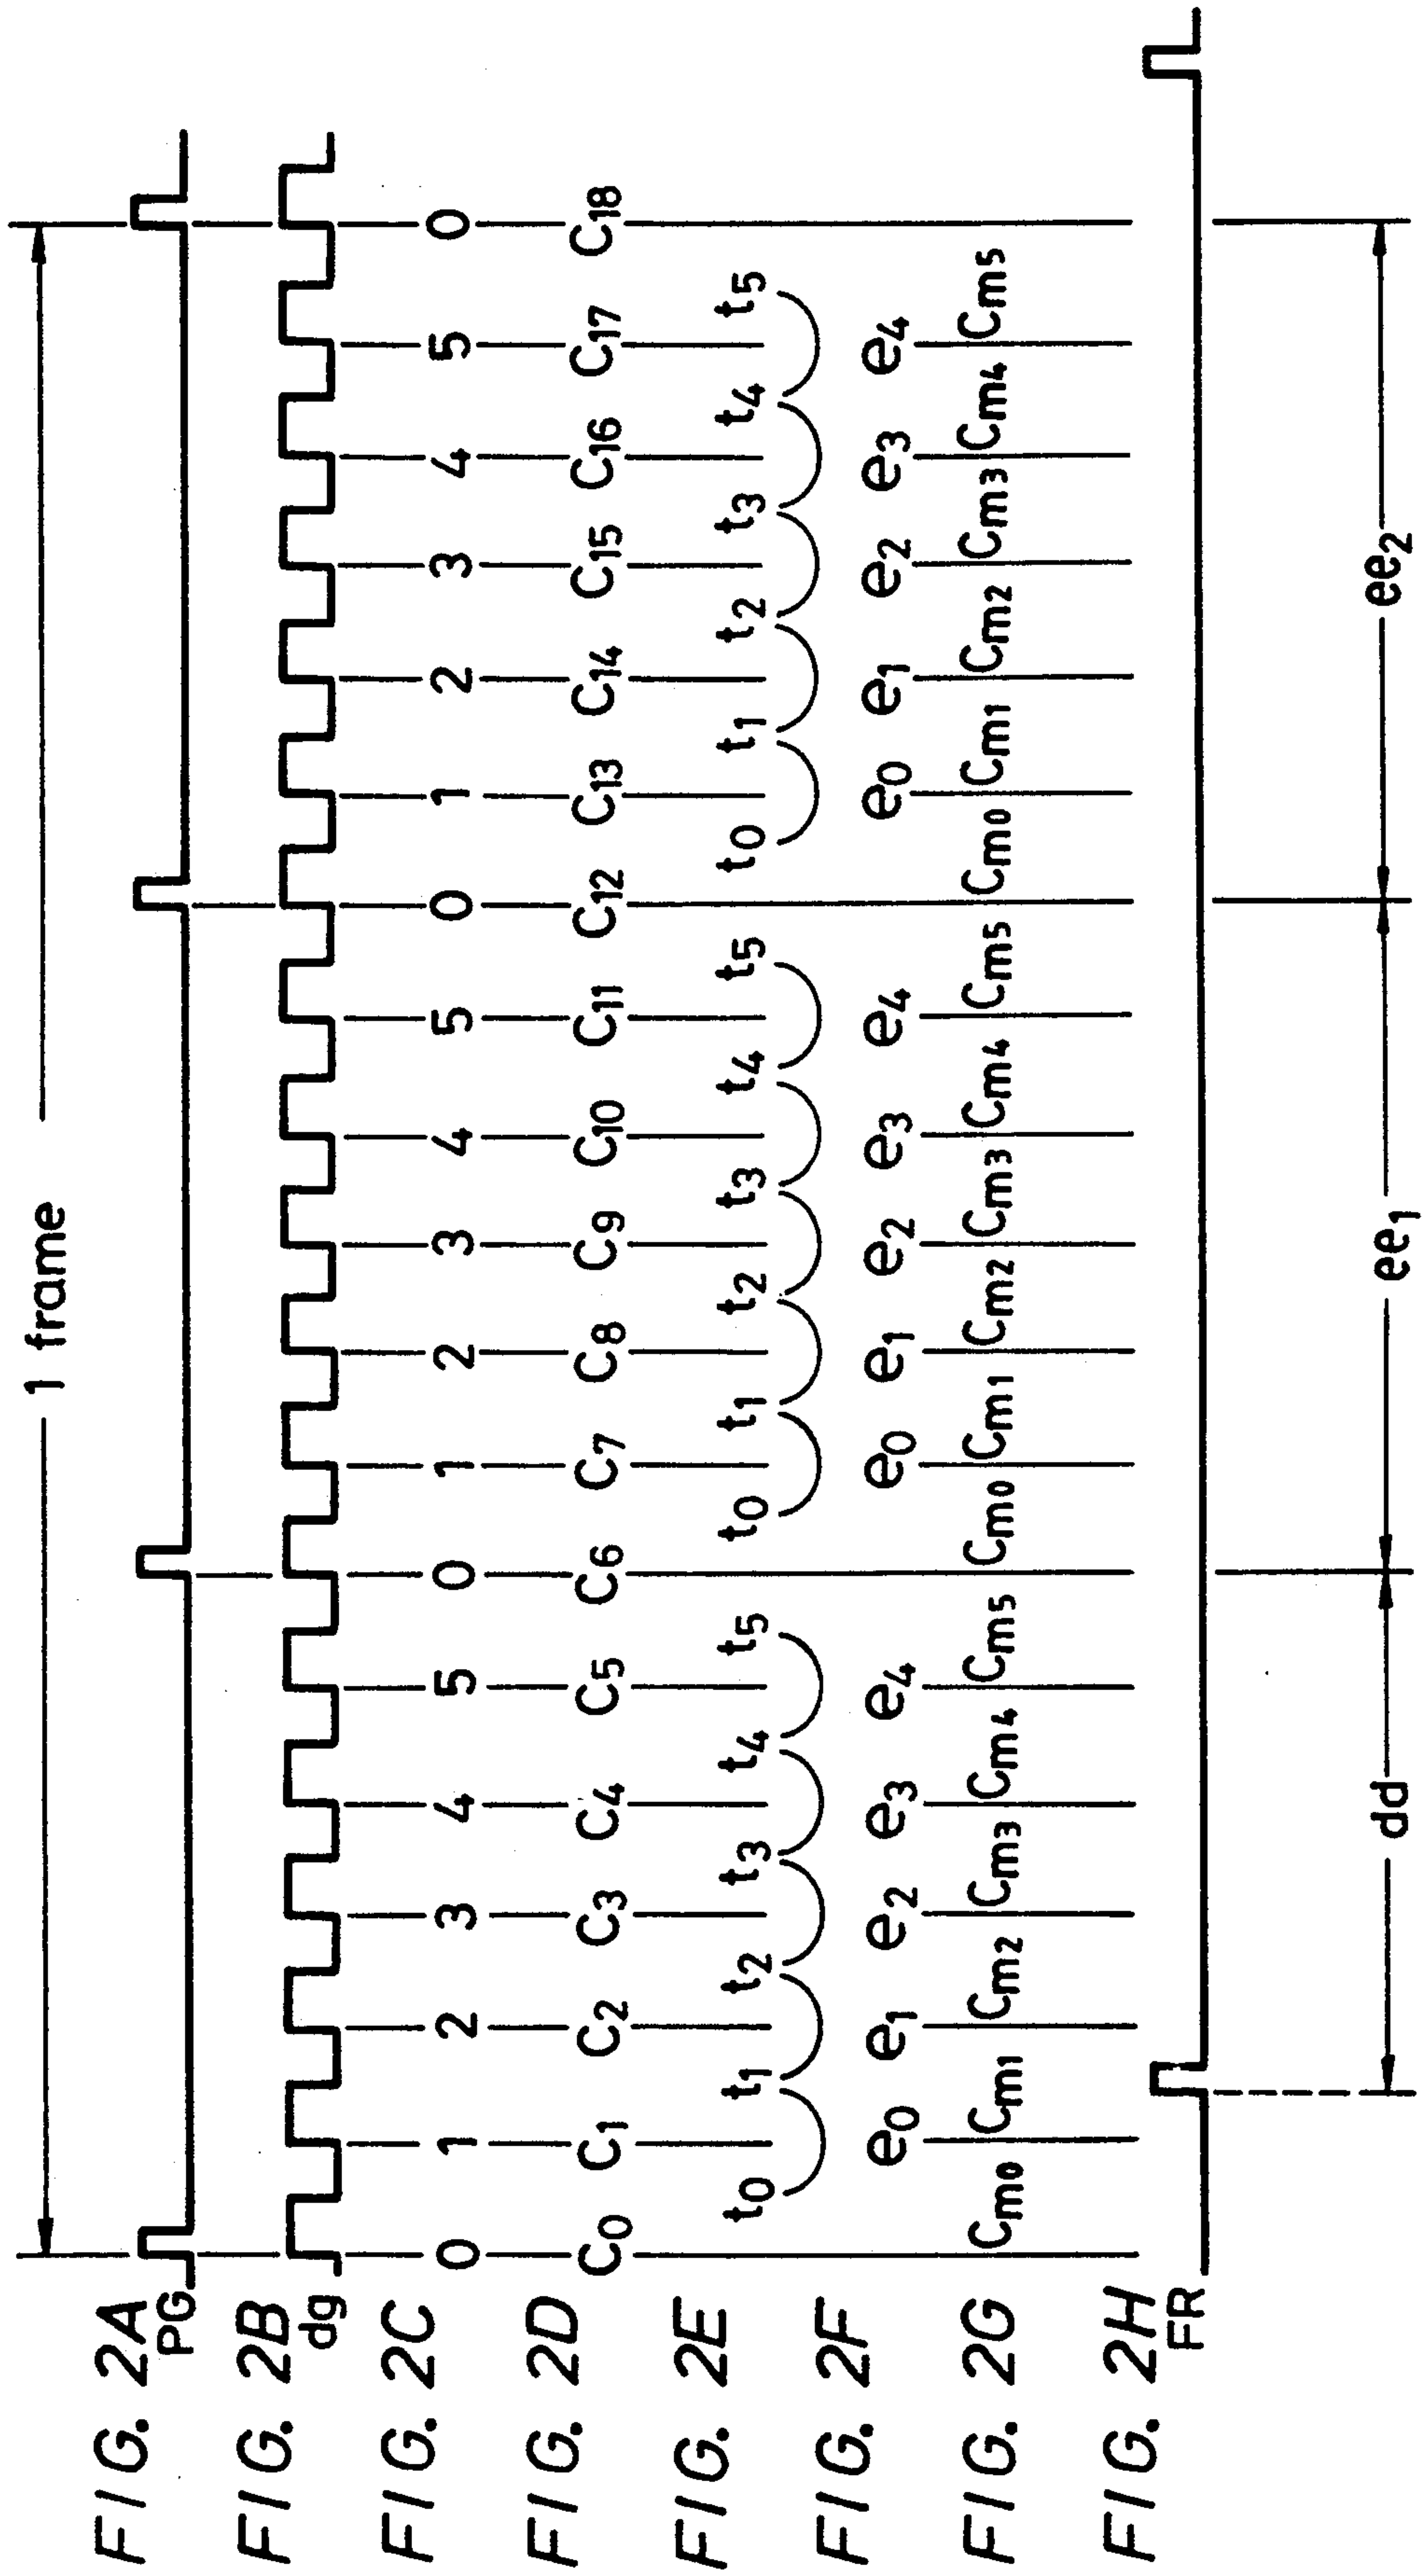 1 frame
FIG. 2A
PG
FIG. 2B
dg
FIG. 2C 0 1 2 3 4 5 0 1 2 3 4 5 0 1 2 3 4 5 0
FIG. 2D C0 C1 C2 C3 C4 C5 C6 C7 C8 C9 C10 C11 C12 C13 C14 C15 C16 C17 C18
FIG. 2E t0 t1 t2 t3 t4 t5 t0 t1 t2 t3 t4 t5 t0 t1 t2 t3 t4 t5
FIG. 2F e0 e1 e2 e3 e4 e0 e1 e2 e3 e4 e0 e1 e2 e3 e4
FIG. 2G Cm0 Cm1 Cm2 Cm3 Cm4 Cm5 Cm0 Cm1 Cm2 Cm3 Cm4 Cm5 Cm0 Cm1 Cm2 Cm3 Cm4 Cm5
FIG. 2H
FR
dd ee1 ee2